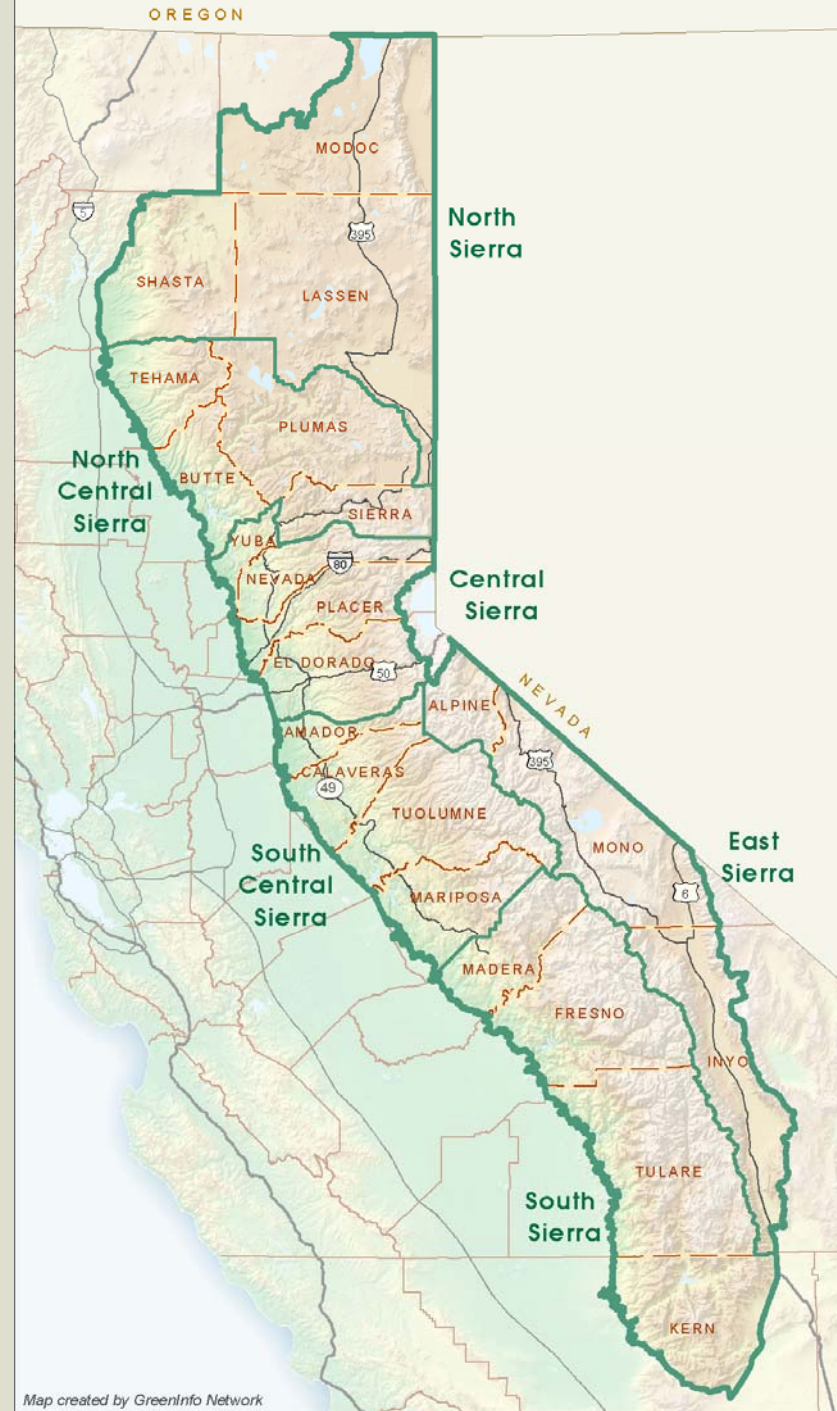 OREGON
MODOC
5
North
Sierra
395
SHASTA
LASSEN
TEHAMA
PLUMAS
North
Central
Sierra
BUTTE
SIERRA
YUBA
80
NEVADA
Central
Sierra
PLACER
EL DORADO
50
NEVADA
ALPINE
AMADOR
395
CALAVERAS
49
TUOLUMNE
MONO
East
Sierra
South
Central
Sierra
6
MARIPOSA
MADERA
FRESNO
INYO
TULARE
South
Sierra
KERN
Map created by GreenInfo Network